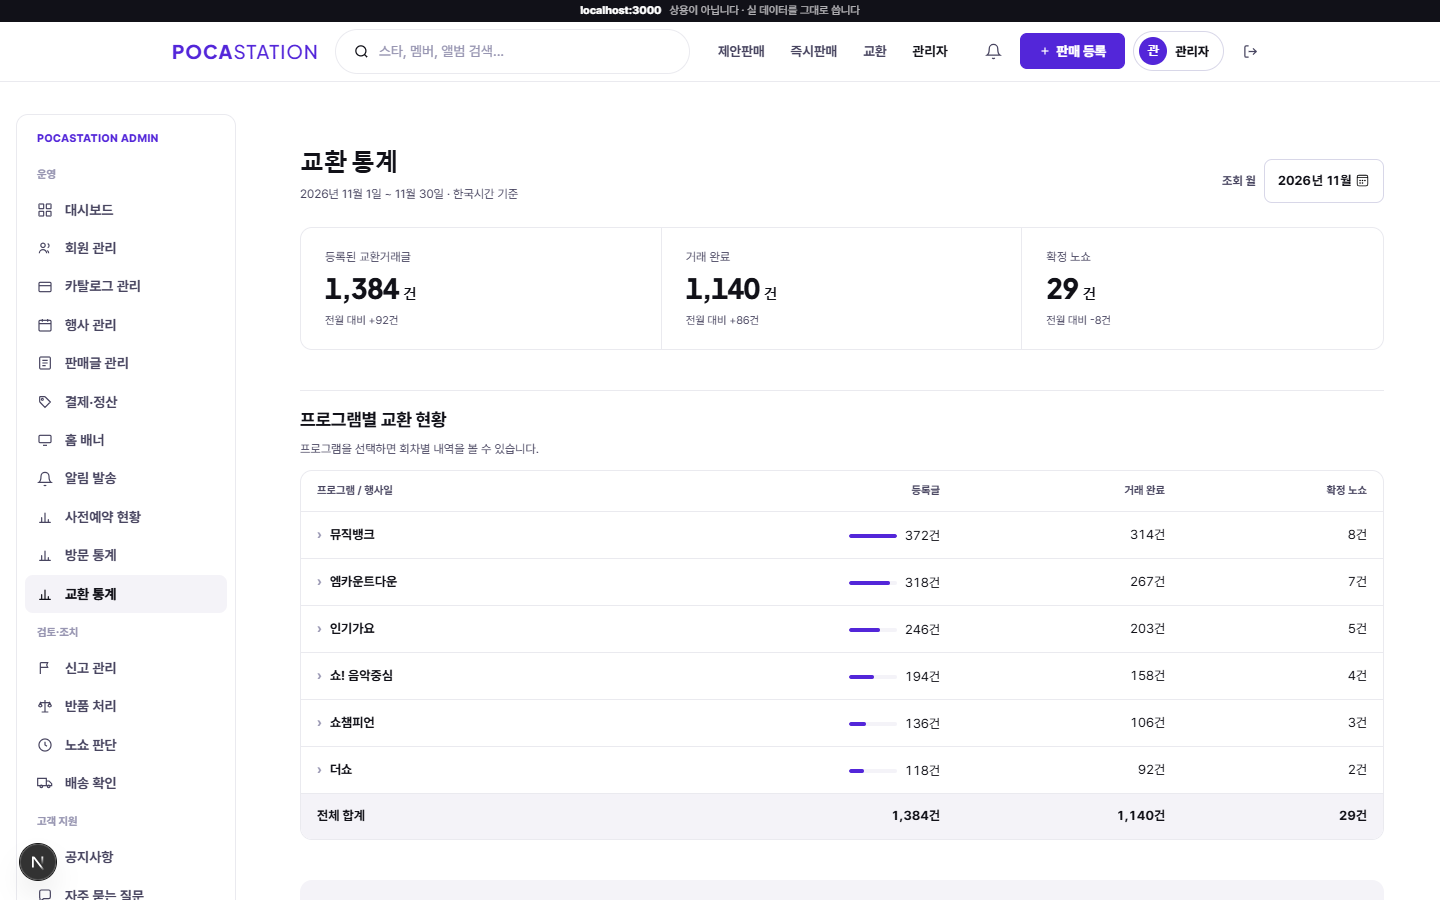 localhost:3000 상용이 아닙니다 · 실 데이터를 그대로 씁니다
POCASTATION
스타, 멤버, 앨범 검색...
제안판매 즉시판매 교환 관리자
+ 판매 등록
관 관리자
POCASTATION ADMIN
운영
대시보드
회원 관리
카탈로그 관리
행사 관리
판매글 관리
결제·정산
홈 배너
알림 발송
사전예약 현황
방문 통계
교환 통계
검토·조치
신고 관리
반품 처리
노쇼 판단
배송 확인
고객 지원
N
공지사항
자주 묻는 질문
교환 통계
2026년 11월 1일 ~ 11월 30일 · 한국시간 기준
조회 월 2026년 11월
등록된 교환거래글
1,384 건
전월 대비 +92건
거래 완료
1,140 건
전월 대비 +86건
확정 노쇼
29 건
전월 대비 -8건
프로그램별 교환 현황
프로그램을 선택하면 회차별 내역을 볼 수 있습니다.
프로그램 / 행사일 등록글 거래 완료 확정 노쇼
› 뮤직뱅크 372건 314건 8건
› 엠카운트다운 318건 267건 7건
› 인기가요 246건 203건 5건
› 쇼! 음악중심 194건 158건 4건
› 쇼챔피언 136건 106건 3건
› 더쇼 118건 92건 2건
전체 합계 1,384건 1,140건 29건